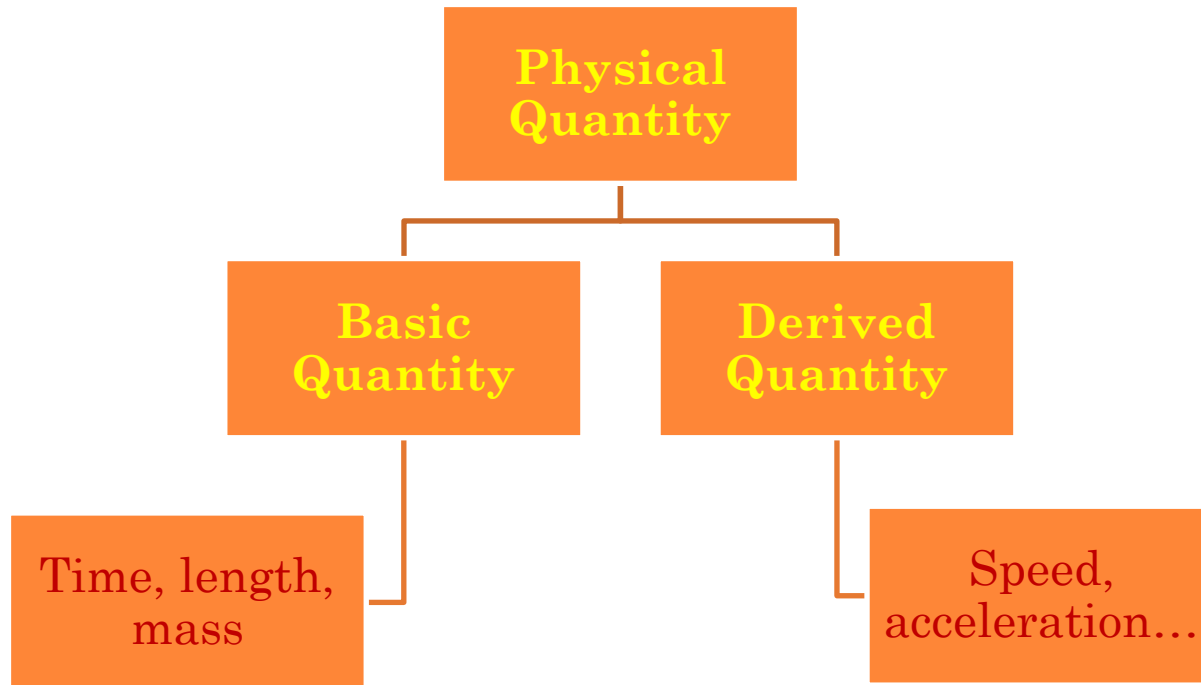 Physical
Quantity
Basic
Quantity
Derived
Quantity
Time, length,
mass
Speed,
acceleration…